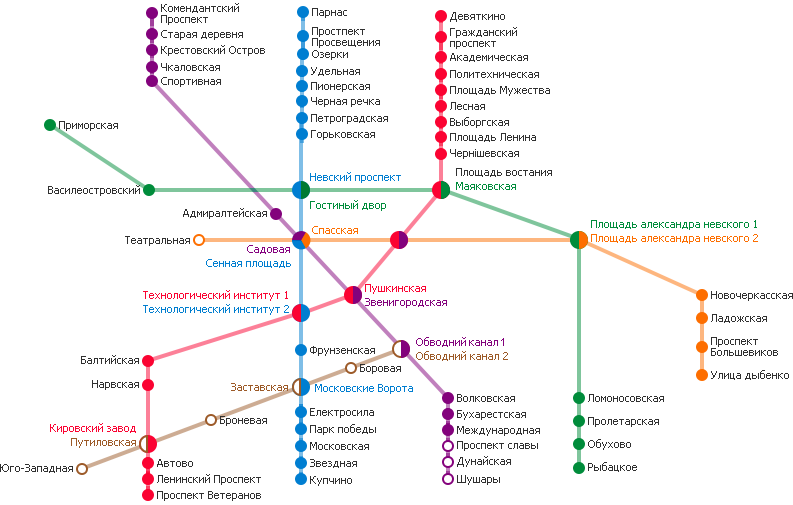 Комендантский
Проспект
Старая деревня
Крестовский Остров
Чкаловская
Спортивная
Парнас
Простпект
Просвещения
Озерки
Удельная
Пионерская
Черная речка
Петроградская
Горьковская
Девяткино
Гражданский
проспект
Академическая
Политехническая
Площадь Мужества
Лесная
Выборгская
Площадь Ленина
Чернішевская
Площадь востания
Маяковская
Приморская
Василеостровский
Невский проспект
Гостиный двор
Адмиралтейская
Театральная
Спасская
Садовая
Сенная площадь
Площадь александра невского 1
Площадь александра невского 2
Пушкинская
Звенигородская
Технологический институт 1
Технологический институт 2
Новочеркасская
Ладожская
Проспект
Большевиков
Улица дыбенко
Обводний канал 1
Обводний канал 2
Фрунзенская
Боровая
Балтийская
Нарвская
Заставская
Московские Ворота
Волковская
Бухарестская
Международная
Проспект славы
Дунайская
Шушары
Ломоносовская
Пролетарская
Обухово
Рыбацкое
Електросила
Парк победы
Московская
Звездная
Купчино
Броневая
Кировский завод
Путиловская
Юго-Западная
Автово
Ленинский Проспект
Проспект Ветеранов